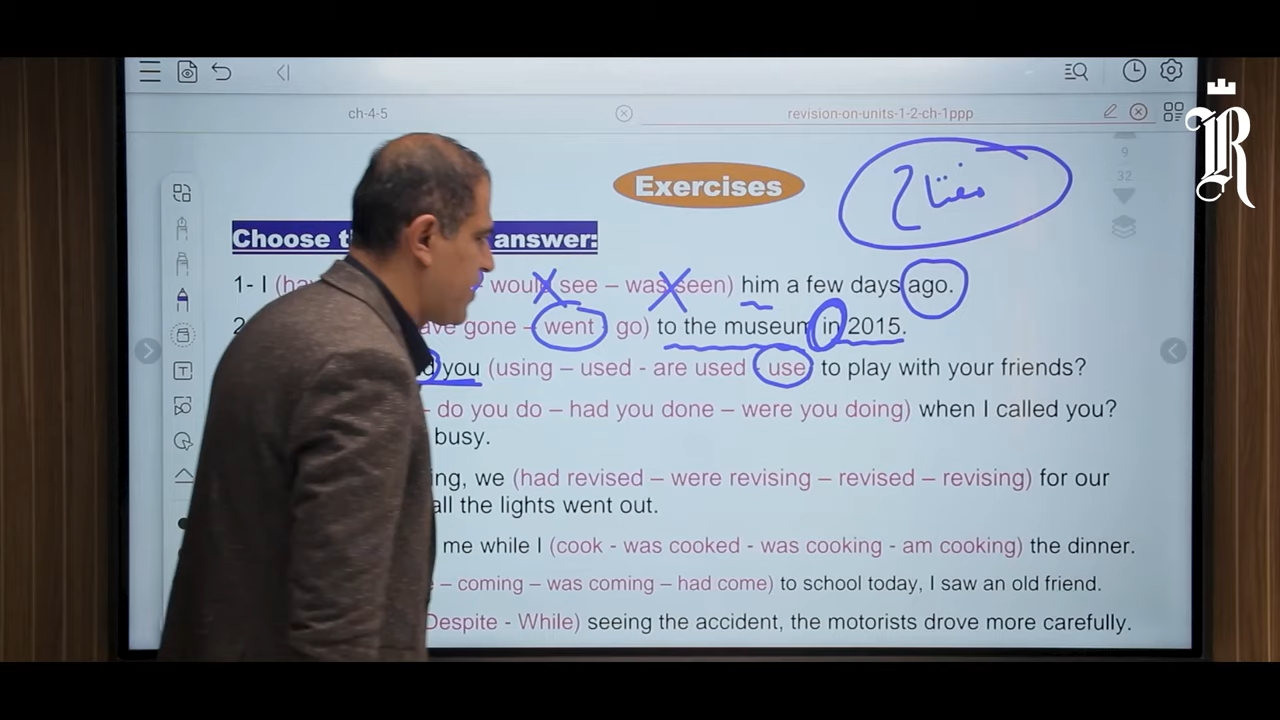 ch-4-5
revision-on-units-1-2-ch-1ppp
9
32
Exercises
مفتاح
Choose t answer:
1- I (hav would see – was seen) him a few days ago.
2 ave gone – went go) to the museum in 2015.
you (using – used - are used - use) to play with your friends?
– do you do – had you done – were you doing) when I called you?
busy.
ing, we (had revised – were revising – revised – revising) for our
all the lights went out.
me while I (cook - was cooked - was cooking - am cooking) the dinner.
– coming – was coming – had come) to school today, I saw an old friend.
Despite - While) seeing the accident, the motorists drove more carefully.
R